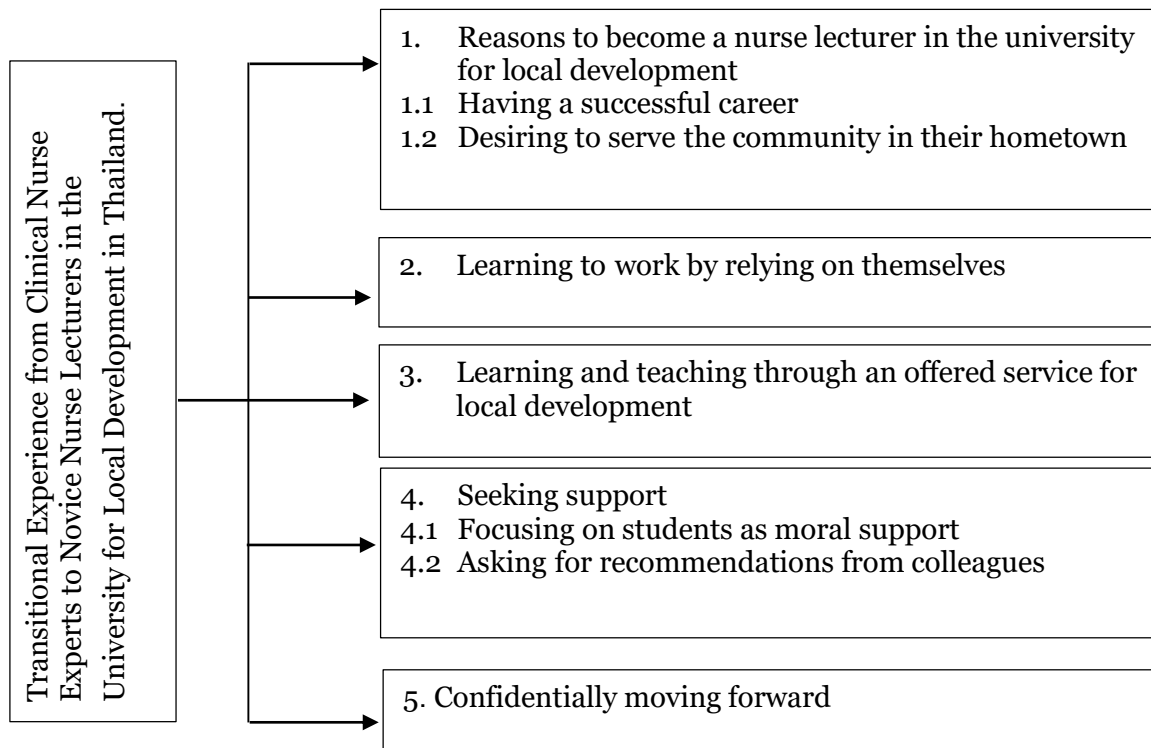 Transitional Experience from Clinical Nurse
Experts to Novice Nurse Lecturers in the
University for Local Development in Thailand.
1. Reasons to become a nurse lecturer in the university
for local development
1.1 Having a successful career
1.2 Desiring to serve the community in their hometown
2. Learning to work by relying on themselves
3. Learning and teaching through an offered service for
local development
4. Seeking support
4.1 Focusing on students as moral support
4.2 Asking for recommendations from colleagues
5. Confidentially moving forward